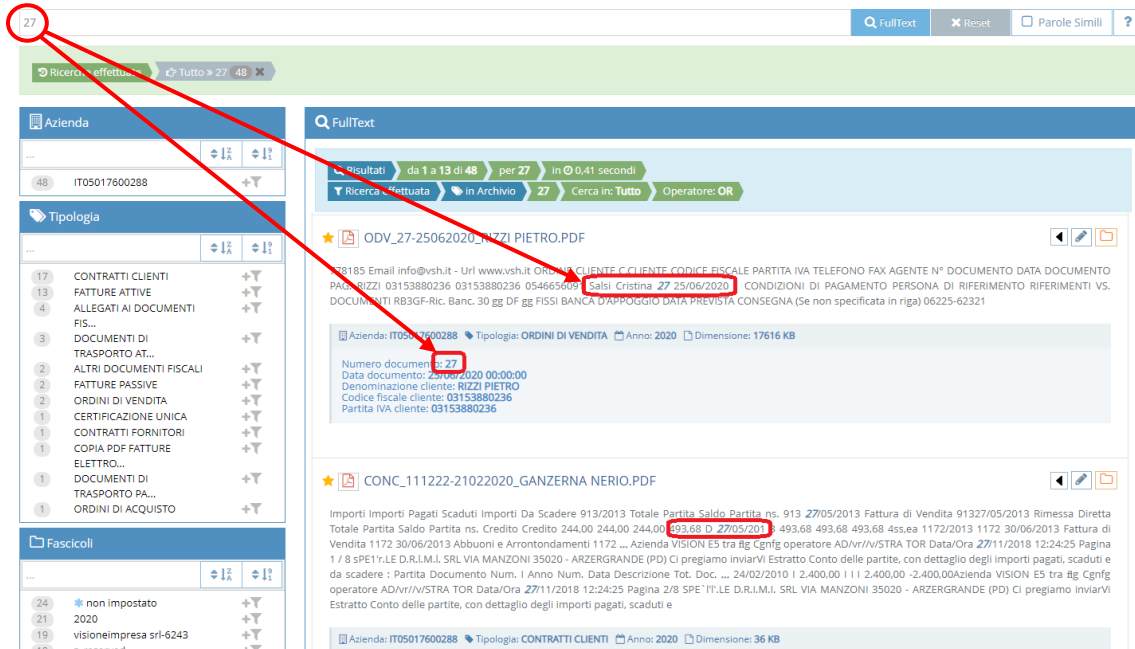 27
FullText
Reset
Parole Simili
?
Ricerche effettuate
Tutto » 27 48
Azienda
...
48 IT05017600288
Tipologia
...
17 CONTRATTI CLIENTI
13 FATTURE ATTIVE
4 ALLEGATI AI DOCUMENTI
FIS...
3 DOCUMENTI DI
TRASPORTO AT...
2 ALTRI DOCUMENTI FISCALI
2 FATTURE PASSIVE
2 ORDINI DI VENDITA
1 CERTIFICAZIONE UNICA
1 CONTRATTI FORNITORI
1 COPIA PDF FATTURE
ELETTRO...
1 DOCUMENTI DI
TRASPORTO PA...
1 ORDINI DI ACQUISTO
Fascicoli
...
24 non impostato
21 2020
19 visioneimpresa srl-6243
FullText
Risultati da 1 a 13 di 48 per 27 in 0,41 secondi
Ricerca effettuata in Archivio 27 Cerca in: Tutto Operatore: OR
ODV_27-25062020_RIZZI PIETRO.PDF
778185 Email info@vsh.it - Url www.vsh.it ORDINE CLIENTE C.CLIENTE CODICE FISCALE PARTITA IVA TELEFONO FAX AGENTE N° DOCUMENTO DATA DOCUMENTO
PAG. RIZZI 03153880236 03153880236 0546656091 Salsi Cristina 27 25/06/2020 CONDIZIONI DI PAGAMENTO PERSONA DI RIFERIMENTO RIFERIMENTI VS.
DOCUMENTI RB3GF-Ric. Banc. 30 gg DF gg FISSI BANCA D'APPOGGIO DATA PREVISTA CONSEGNA (Se non specificata in riga) 06225-62321
Azienda: IT05017600288 Tipologia: ORDINI DI VENDITA Anno: 2020 Dimensione: 17616 KB
Numero documento: 27
Data documento: 25/06/2020 00:00:00
Denominazione cliente: RIZZI PIETRO
Codice fiscale cliente: 03153880236
Partita IVA cliente: 03153880236
CONC_111222-21022020_GANZERNA NERIO.PDF
Importi Importi Pagati Scaduti Importi Da Scadere 913/2013 Totale Partita Saldo Partita ns. 913 27/05/2013 Fattura di Vendita 91327/05/2013 Rimessa Diretta
Totale Partita Saldo Partita ns. Credito Credito 244,00 244,00 244,00 493,68 D 27/05/2013 493,68 493,68 493,68 4ss,ea 1172/2013 1172 30/06/2013 Fattura di
Vendita 1172 30/06/2013 Abbuoni e Arrontondamenti 1172 ... Azienda VISION E5 tra flg Cgnfg operatore AD/vr//v/STRA TOR Data/Ora 27/11/2018 12:24:25 Pagina
1 / 8 sPE1'r.LE D.R.I.M.I. SRL VIA MANZONI 35020 - ARZERGRANDE (PD) Ci pregiamo inviarVi Estratto Conto delle partite, con dettaglio degli importi pagati, scaduti e
da scadere : Partita Documento Num. I Anno Num. Data Descrizione Tot. Doc. ... 24/02/2010 I 2.400,00 I I I 2.400,00 -2.400,00Azienda VISION E5 tra flg Cgnfg
operatore AD/vr//v/STRA TOR Data/Ora 27/11/2018 12:24:25 Pagina 2/8 SPE`l'l'.LE D.R.I.M.I. SRL VIA MANZONI 35020 - ARZERGRANDE (PD) Ci pregiamo inviarVi
Estratto Conto delle partite, con dettaglio degli importi pagati, scaduti e
Azienda: IT05017600288 Tipologia: CONTRATTI CLIENTI Anno: 2020 Dimensione: 36 KB